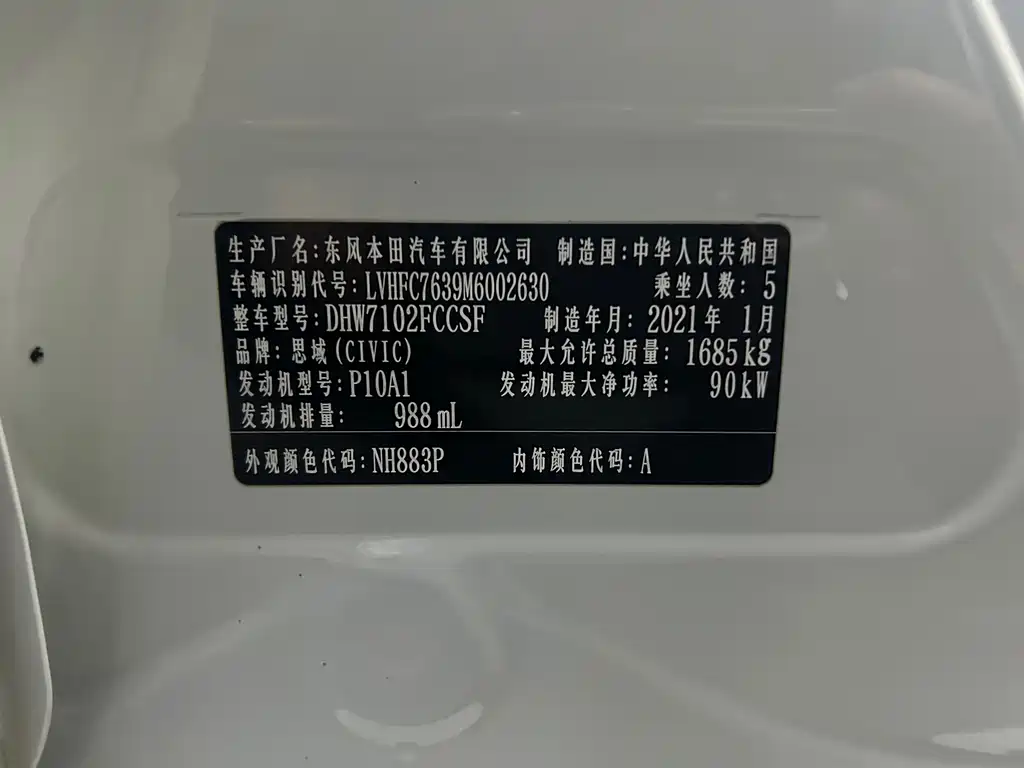 生产厂名:东风本田汽车有限公司 制造国:中华人民共和国
车辆识别代号:LVHFC7639M6002630 乘坐人数: 5
整车型号:DHW7102FCCSF 制造年月: 2021年 1月
品牌:思域(CIVIC) 最大允许总质量: 1685kg
发动机型号:P10A1 发动机最大净功率: 90kW
发动机排量: 988mL
外观颜色代码:NH883P 内饰颜色代码:A